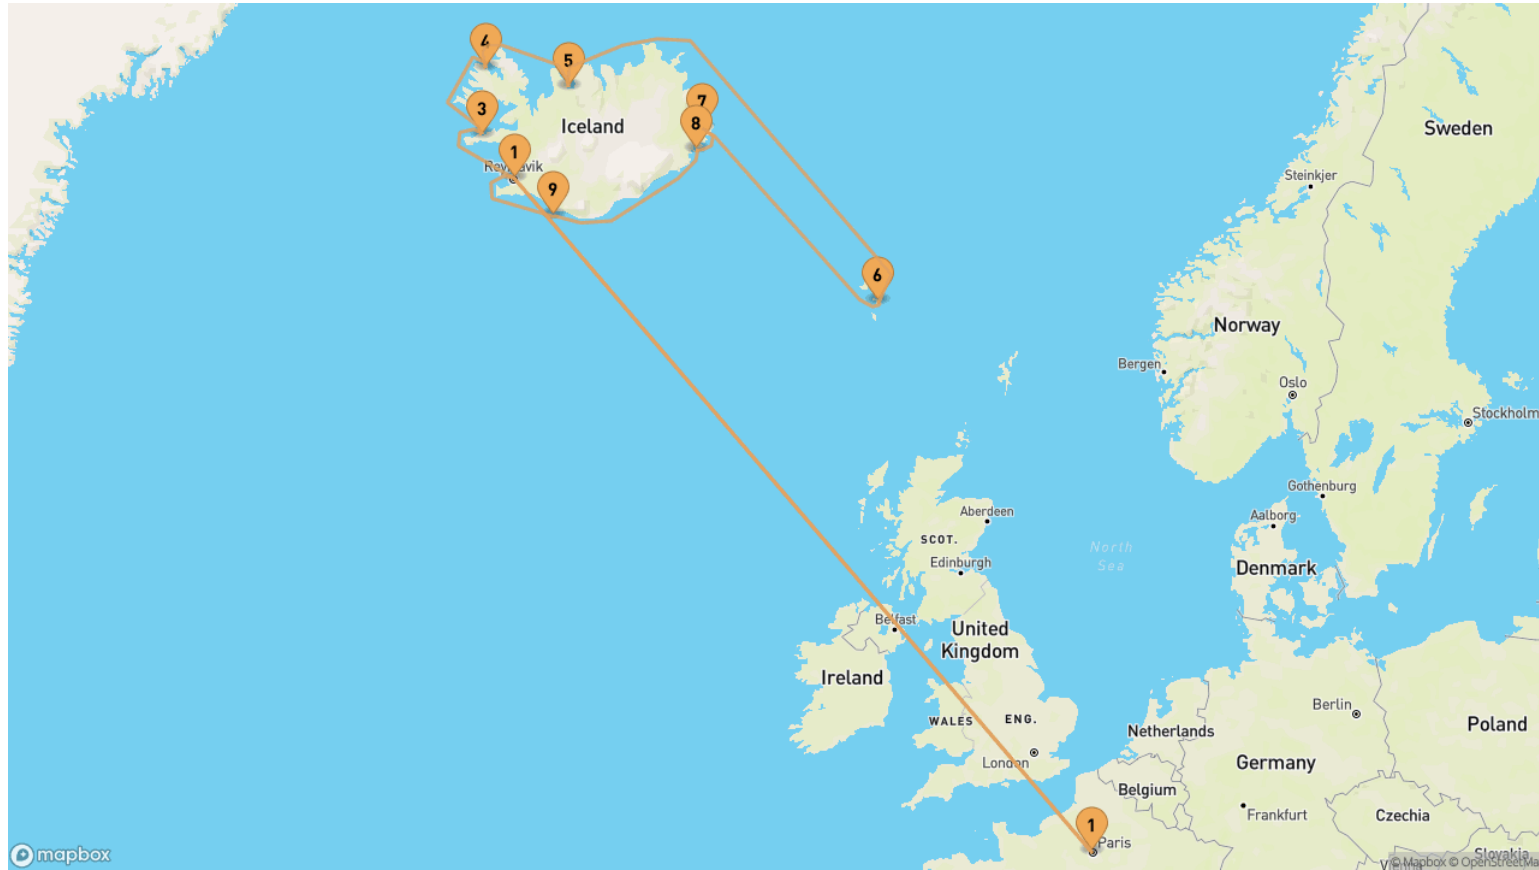 4
5
3
7
8
Iceland
1
Reykjavik
9
6
Sweden
Steinkjer
Norway
Bergen
Oslo
Stockholm
Gothenburg
Aalborg
Aberdeen
SCOT.
North
Sea
Edinburgh
Denmark
Belfast
United
Kingdom
Ireland
WALES
ENG.
Netherlands
Berlin
Poland
London
Germany
Belgium
Frankfurt
Czechia
1
Paris
mapbox
Slovakia
© Mapbox © OpenStreetMa